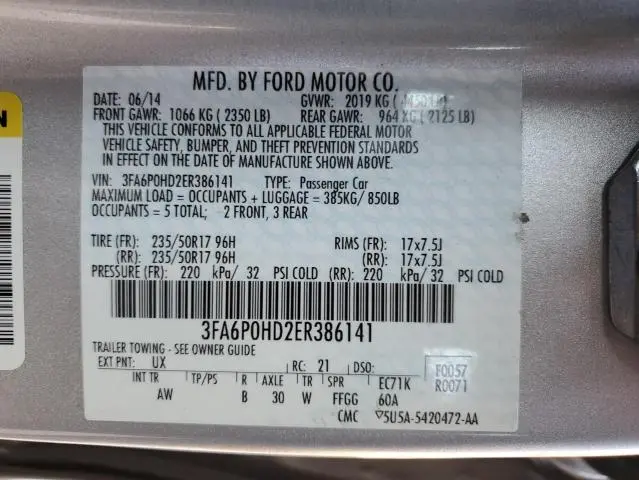 MFD. BY FORD MOTOR CO.
DATE: 06/14 GVWR: 2019 KG (
FRONT GAWR: 1066 KG ( 2350 LB) REAR GAWR: 964 KG ( 2125 LB)
THIS VEHICLE CONFORMS TO ALL APPLICABLE FEDERAL MOTOR
VEHICLE SAFETY, BUMPER, AND THEFT PREVENTION STANDARDS
IN EFFECT ON THE DATE OF MANUFACTURE SHOWN ABOVE.
VIN: 3FA6P0HD2ER386141 TYPE: Passenger Car
MAXIMUM LOAD = OCCUPANTS + LUGGAGE = 385KG/ 850LB
OCCUPANTS = 5 TOTAL; 2 FRONT, 3 REAR
TIRE (FR): 235/50R17 96H RIMS (FR): 17x7.5J
(RR): 235/50R17 96H (RR): 17x7.5J
PRESSURE (FR): 220 kPa/ 32 PSI COLD (RR): 220 kPa/ 32 PSI COLD
3FA6P0HD2ER386141
TRAILER TOWING - SEE OWNER GUIDE
EXT PNT: UX RC: 21 DSO: F0057
R0071
INT TR TP/PS R AXLE TR SPR EC71K
AW B 30 W FFGG 60A
CMC ▽5U5A-5420472-AA